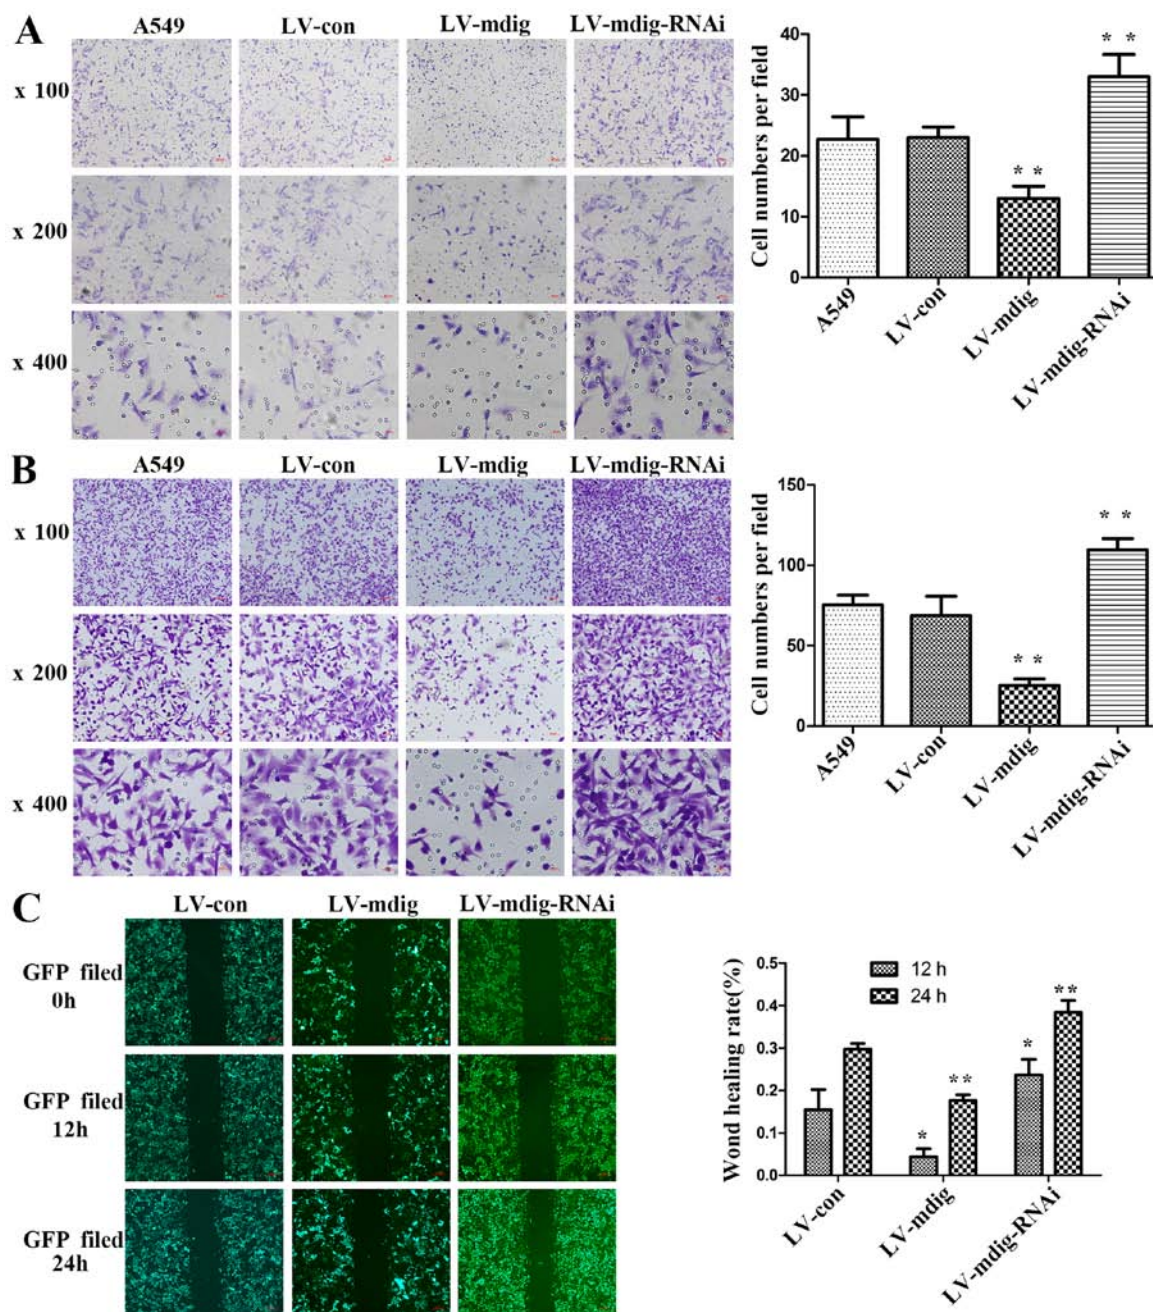 A
A549 LV-con LV-mdig LV-mdig-RNAi
x 100
x 200
x 400
Cell numbers per field
40
30
20
10
0
* *
* *
A549 LV-con LV-mdig LV-mdig-RNAi
B
A549 LV-con LV-mdig LV-mdig-RNAi
x 100
x 200
x 400
Cell numbers per field
150
100
50
0
* *
* *
A549 LV-con LV-mdig LV-mdig-RNAi
C
LV-con LV-mdig LV-mdig-RNAi
GFP filed
0h
GFP filed
12h
GFP filed
24h
Wond healing rate(%)
0.5
0.4
0.3
0.2
0.1
0.0
12 h
24 h
* ** * **
LV-con LV-mdig LV-mdig-RNAi